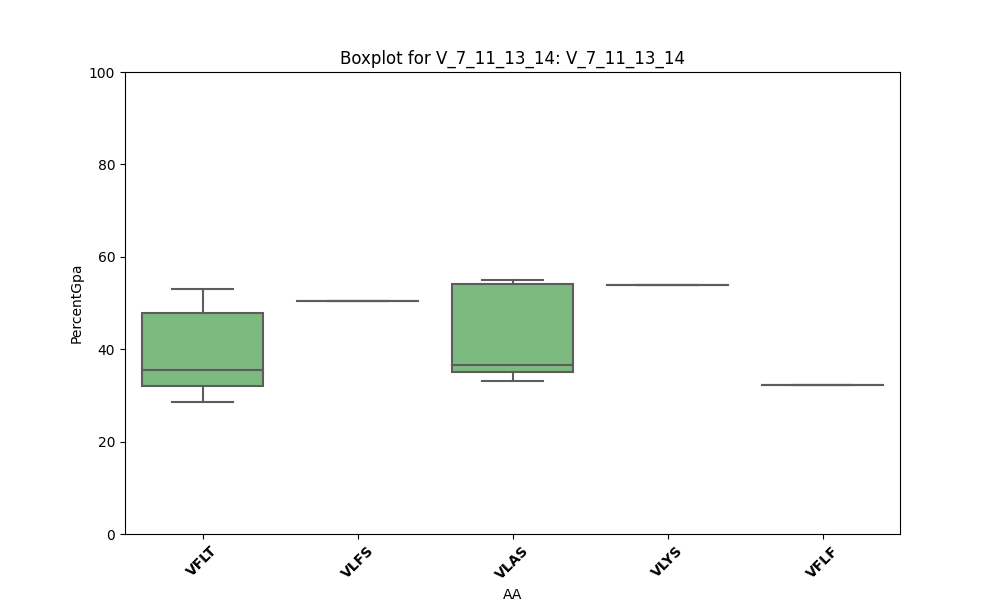 Boxplot for V_7_11_13_14: V_7_11_13_14
100
80
60
40
20
0
PercentGpa
VFLT
VLFS
VLAS
VLYS
VFLF
AA